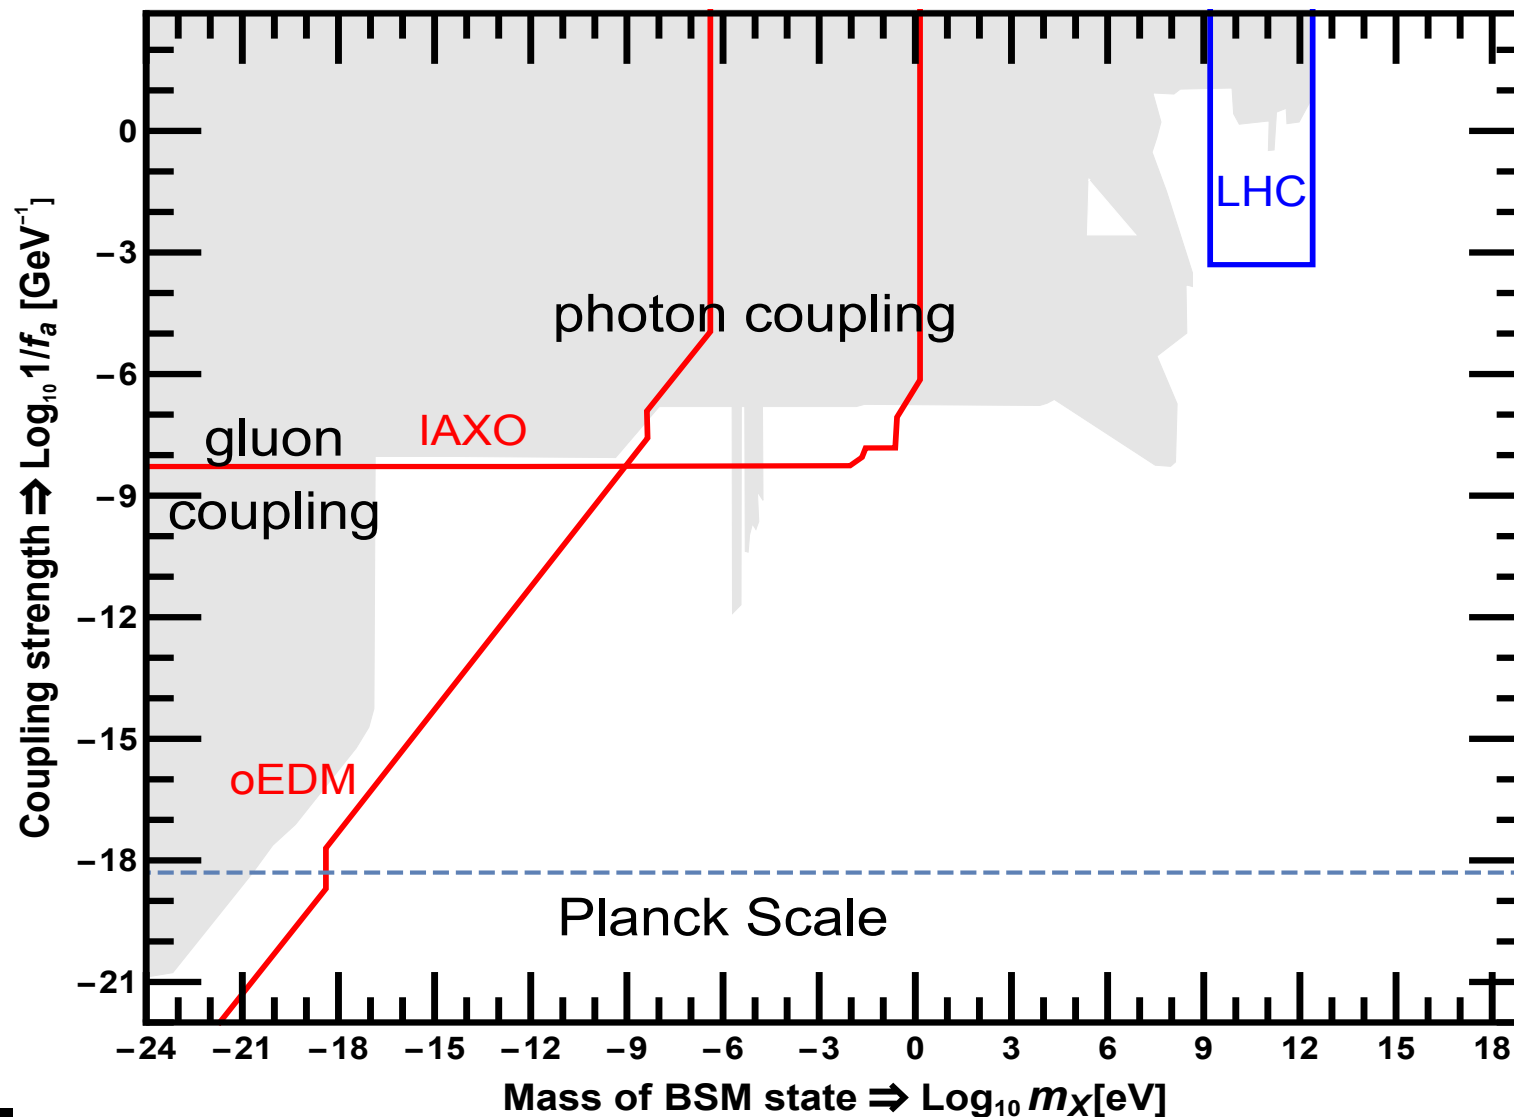 0
−3
−6
−9
−12
−15
−18
−21
Coupling strength ⇒ Log₁₀ 1/fₐ [GeV⁻¹]
LHC
photon coupling
gluon
IAXO
coupling
oEDM
Planck Scale
−24 −21 −18 −15 −12 −9 −6 −3 0 3 6 9 12 15 18
Mass of BSM state ⇒ Log₁₀ mX[eV]